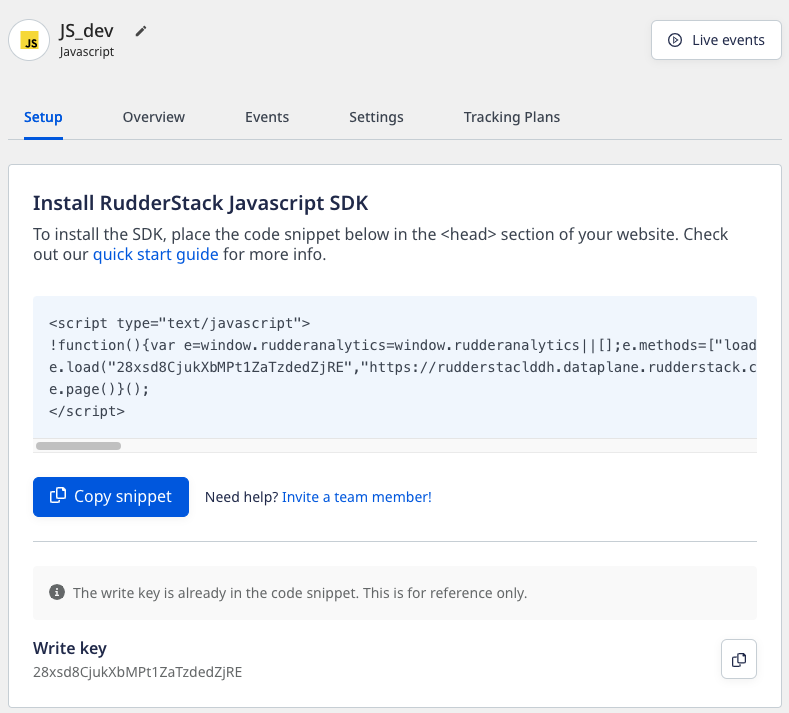 JS
JS_dev
Javascript
Live events
Setup Overview Events Settings Tracking Plans
Install RudderStack Javascript SDK
To install the SDK, place the code snippet below in the <head> section of your website. Check
out our quick start guide for more info.
<script type="text/javascript">
!function(){var e=window.rudderanalytics=window.rudderanalytics||[];e.methods=["load
e.load("28xsd8CjukXbMPt1ZaTzdedZjRE","https://rudderstaclddh.dataplane.rudderstack.c
e.page()}();
</script>
Copy snippet Need help? Invite a team member!
The write key is already in the code snippet. This is for reference only.
Write key
28xsd8CjukXbMPt1ZaTzdedZjRE